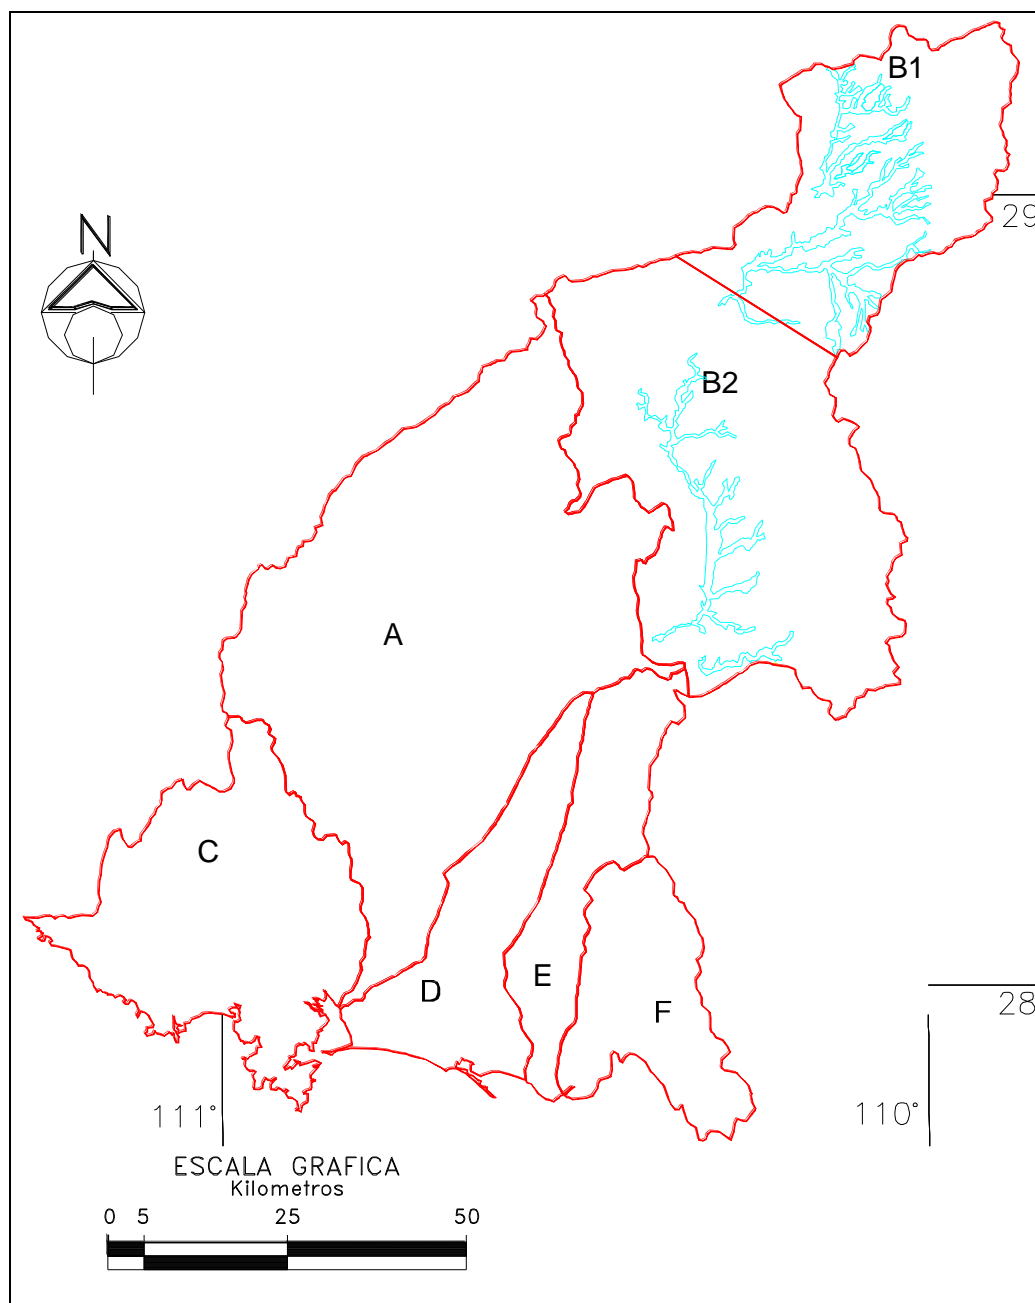 B1
N
29
B2
A
C
D
E
F
28
111°
110°
ESCALA GRAFICA
Kilometros
0 5 25 50